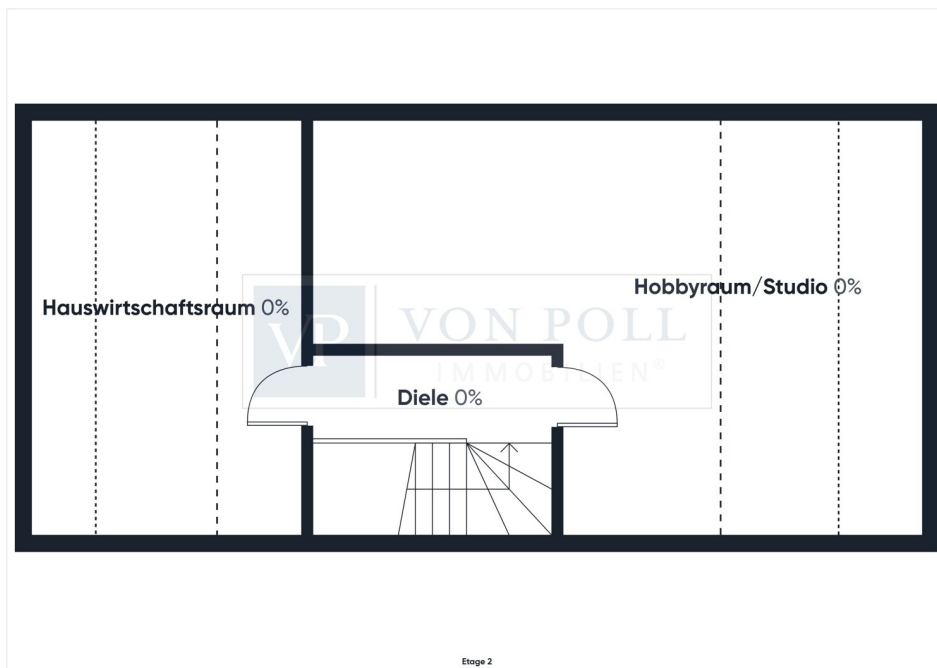 Hobbyraum/Studio 0%
Hauswirtschaftsraum 0%
VP VON POLL
IMMOBILIEN®
Diele 0%
Etage 2